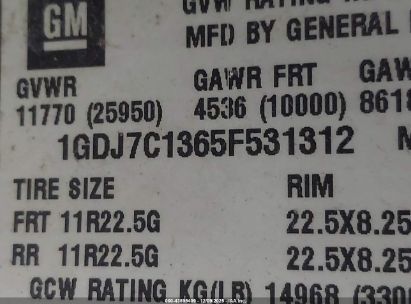 GM
GVW RATING
MFD BY GENERAL
GVWR GAWR FRT GAW
11770 (25950) 4536 (10000) 8618
1GDJ7C1365F531312
TIRE SIZE RIM
FRT 11R22.5G 22.5X8.25
RR 11R22.5G 22.5X8.25
GCW RATING KG(LB) 14968 (330